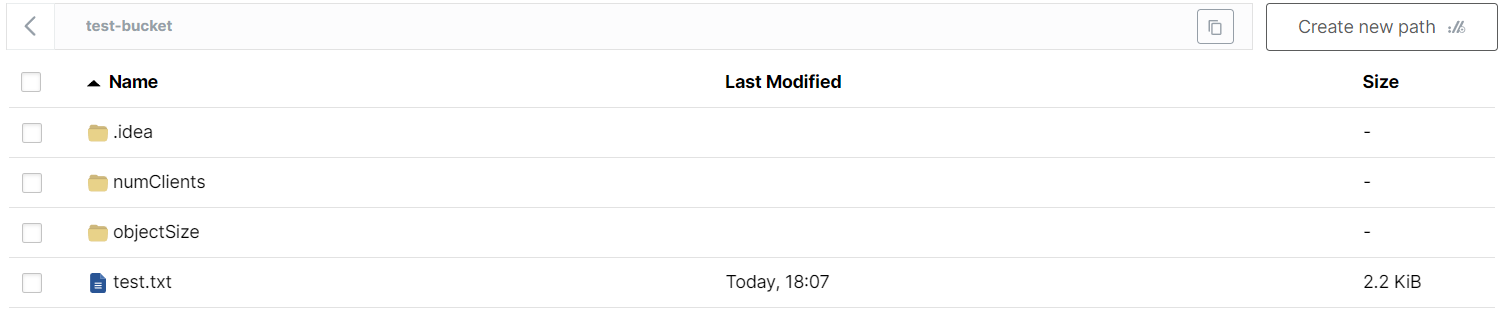 test-bucket Create new path
Name Last Modified Size
.idea -
numClients -
objectSize -
test.txt Today, 18:07 2.2 KiB